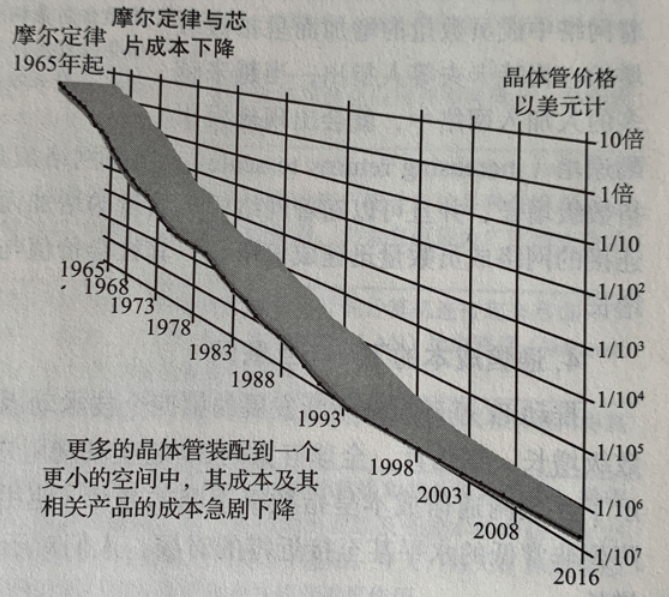 摩尔定律与芯
片成本下降
摩尔定律
1965年起
晶体管价格
以美元计
10倍
1倍
1/10
1/10²
1/10³
1/10⁴
1/10⁵
1/10⁶
1/10⁷
1965
1968
1973
1978
1983
1988
1993
1998
2003
2008
2016
更多的晶体管装配到一个
更小的空间中，其成本及其
相关产品的成本急剧下降